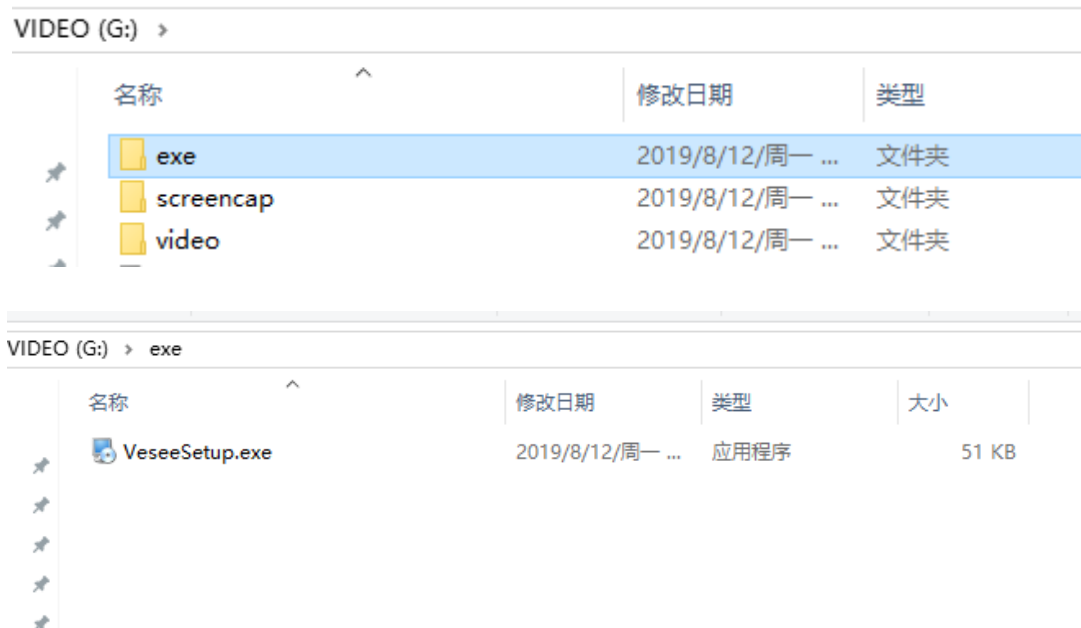 VIDEO (G:) >
名称 修改日期 类型
exe 2019/8/12/周一 ... 文件夹
screencap 2019/8/12/周一 ... 文件夹
video 2019/8/12/周一 ... 文件夹
VIDEO (G:) > exe
名称 修改日期 类型 大小
VeseeSetup.exe 2019/8/12/周一 ... 应用程序 51 KB